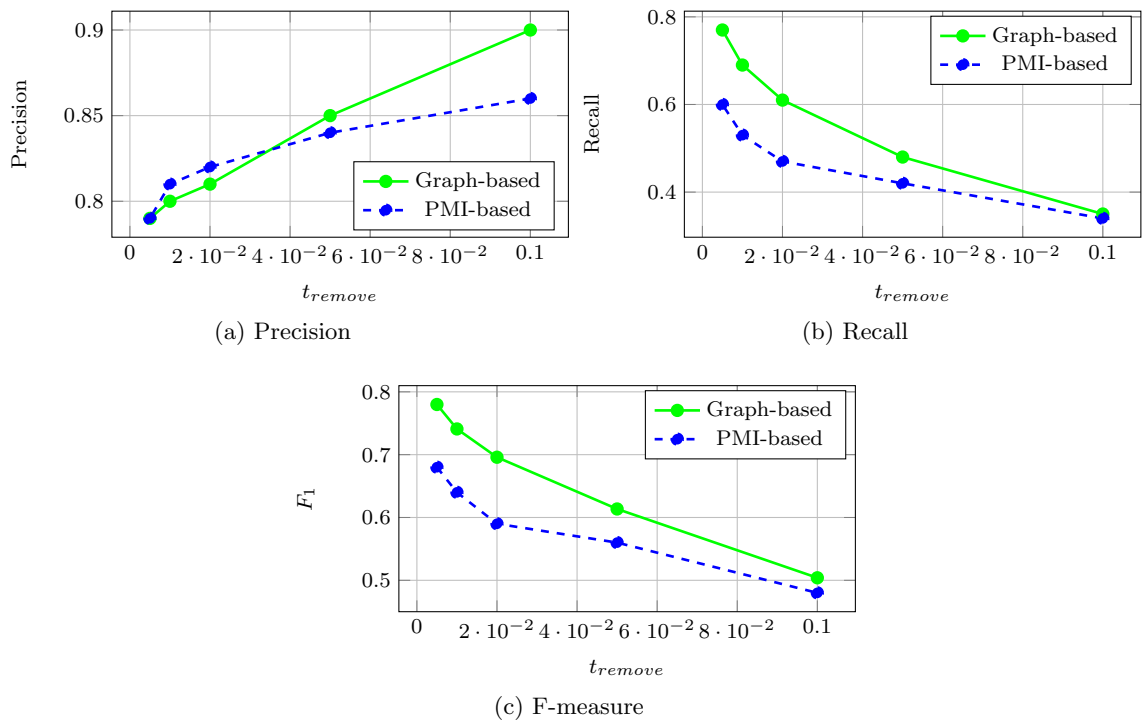 0.9
0.85
0.8
Precision
Graph-based
PMI-based
0
2 · 10⁻²
4 · 10⁻²
6 · 10⁻²
8 · 10⁻²
0.1
t_remove
(a) Precision
0.8
0.6
0.4
Recall
Graph-based
PMI-based
0
2 · 10⁻²
4 · 10⁻²
6 · 10⁻²
8 · 10⁻²
0.1
t_remove
(b) Recall
0.8
0.7
0.6
0.5
F₁
Graph-based
PMI-based
0
2 · 10⁻²
4 · 10⁻²
6 · 10⁻²
8 · 10⁻²
0.1
t_remove
(c) F-measure